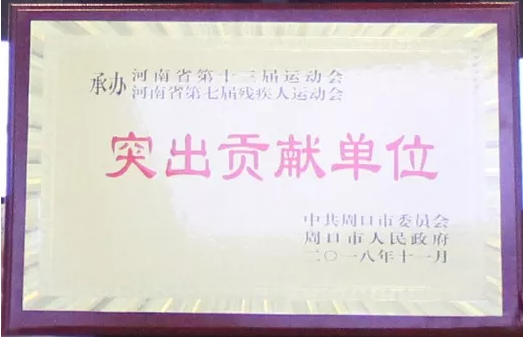 承办
河南省第十三届运动会
河南省第七届残疾人运动会
突出贡献单位
中共周口市委员会
周口市人民政府
二〇一八年十一月